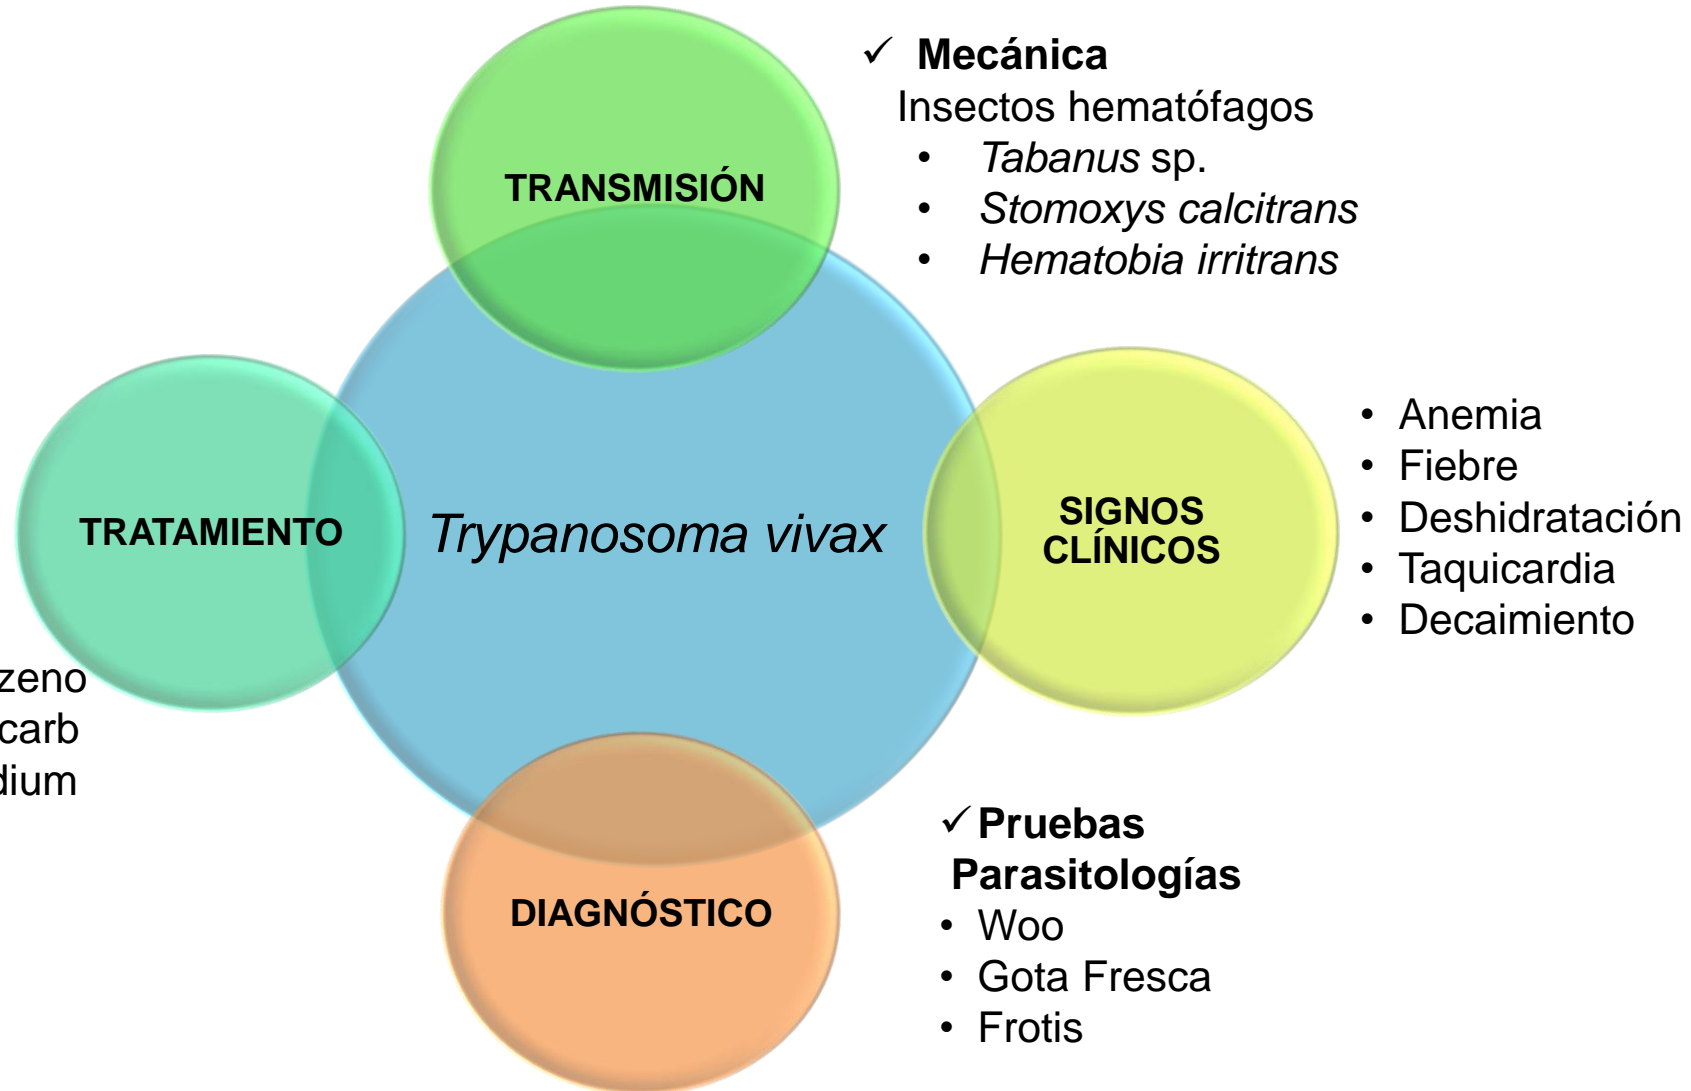 ✓ Mecánica
Insectos hematófagos
• Tabanus sp.
• Stomoxys calcitrans
• Hematobia irritrans
TRANSMISIÓN
TRATAMIENTO
Trypanosoma vivax
SIGNOS
CLÍNICOS
• Anemia
• Fiebre
• Deshidratación
• Taquicardia
• Decaimiento
zeno
carb
dium
DIAGNÓSTICO
✓ Pruebas
Parasitologías
• Woo
• Gota Fresca
• Frotis